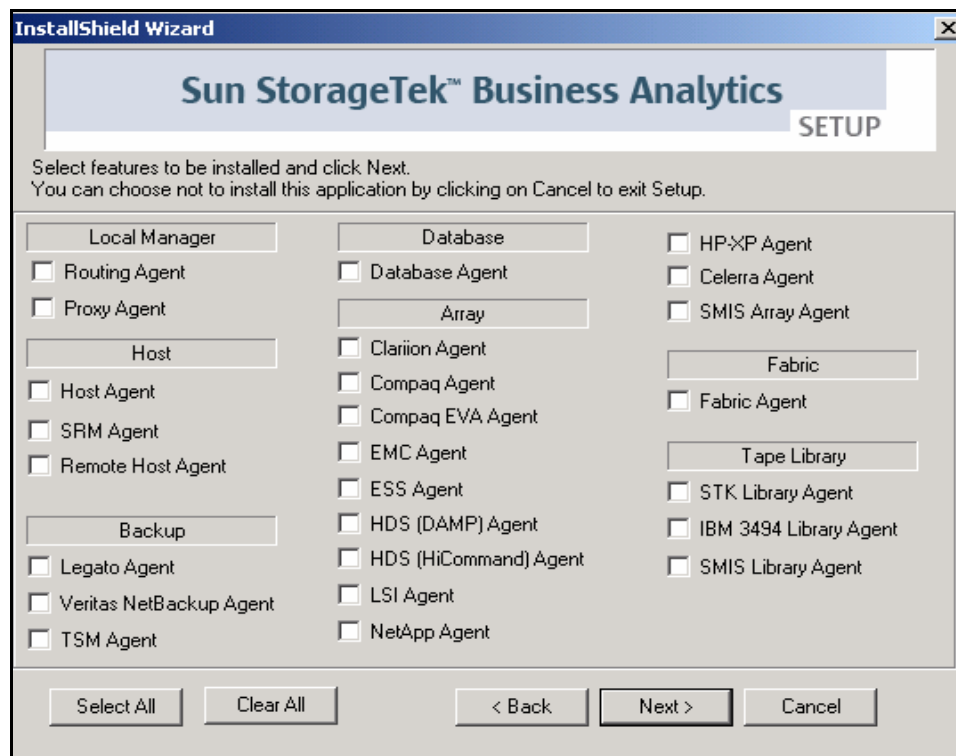 InstallShield Wizard
Sun StorageTek™ Business Analytics
SETUP
Select features to be installed and click Next.
You can choose not to install this application by clicking on Cancel to exit Setup.
Local Manager
Routing Agent
Proxy Agent
Host
Host Agent
SRM Agent
Remote Host Agent
Backup
Legato Agent
Veritas NetBackup Agent
TSM Agent
Database
Database Agent
Array
Clariion Agent
Compaq Agent
Compaq EVA Agent
EMC Agent
ESS Agent
HDS (DAMP) Agent
HDS (HiCommand) Agent
LSI Agent
NetApp Agent
HP-XP Agent
Celerra Agent
SMIS Array Agent
Fabric
Fabric Agent
Tape Library
STK Library Agent
IBM 3494 Library Agent
SMIS Library Agent
Select All
Clear All
< Back
Next >
Cancel